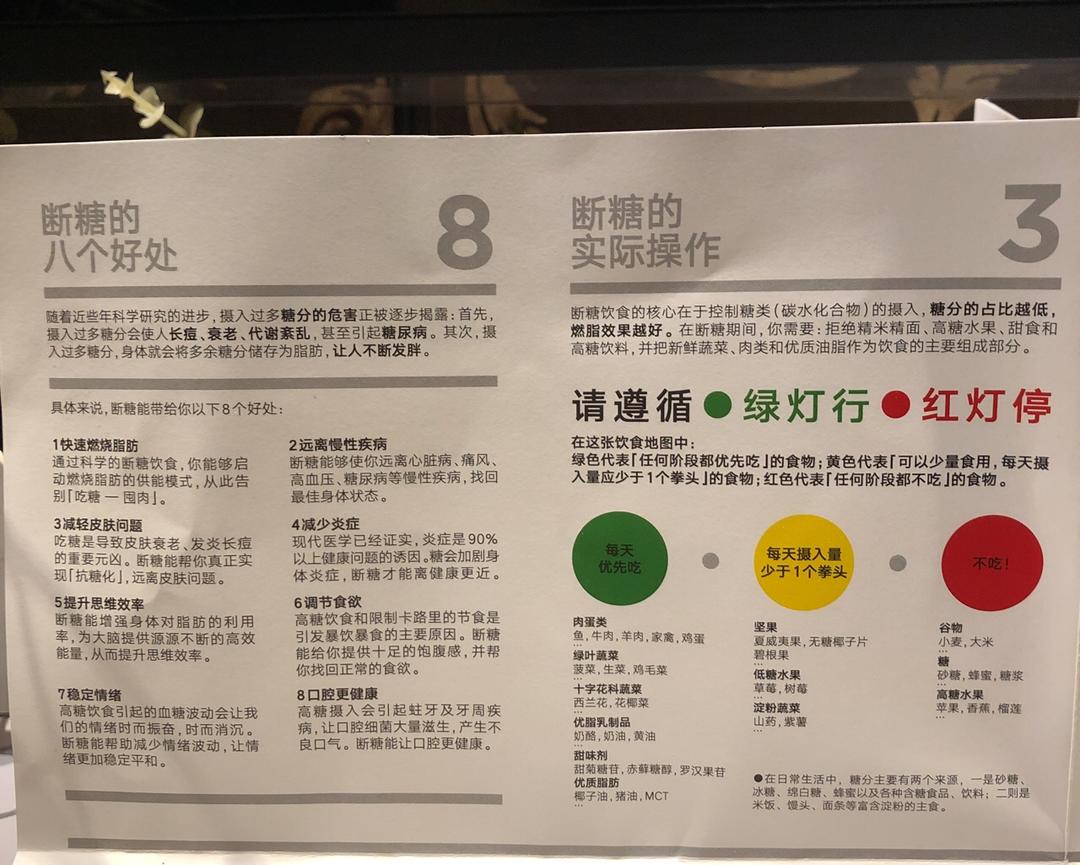 断糖的
八个好处
8
随着近些年科学研究的进步，摄入过多糖分的危害正被逐步揭露：首先，
摄入过多糖分会使人长痘、衰老、代谢紊乱，甚至引起糖尿病。其次，摄
入过多糖分，身体就会将多余糖分储存为脂肪，让人不断发胖。
具体来说，断糖能带给你以下8个好处：
1快速燃烧脂肪
通过科学的断糖饮食，你能够启
动燃烧脂肪的供能模式，从此告
别「吃糖 — 囤肉」。
2远离慢性疾病
断糖能够使你远离心脏病、痛风、
高血压、糖尿病等慢性疾病，找回
最佳身体状态。
3减轻皮肤问题
吃糖是导致皮肤衰老、发炎长痘
的重要元凶。断糖能帮你真正实
现「抗糖化」，远离皮肤问题。
4减少炎症
现代医学已经证实，炎症是90%
以上健康问题的诱因。糖会加剧身
体炎症，断糖才能离健康更近。
5提升思维效率
断糖能增强身体对脂肪的利用
率，为大脑提供源源不断的高效
能量，从而提升思维效率。
6调节食欲
高糖饮食和限制卡路里的节食是
引发暴饮暴食的主要原因。断糖
能给你提供十足的饱腹感，并帮
你找回正常的食欲。
7稳定情绪
高糖饮食引起的血糖波动会让我
们的情绪时而振奋，时而消沉。
断糖能帮助减少情绪波动，让情
绪更加稳定平和。
8口腔更健康
高糖摄入会引起蛀牙及牙周疾
病，让口腔细菌大量滋生，产生不
良口气。断糖能让口腔更健康。
断糖的
实际操作
3
断糖饮食的核心在于控制糖类（碳水化合物）的摄入，糖分的占比越低，
燃脂效果越好。在断糖期间，你需要：拒绝精米精面、高糖水果、甜食和
高糖饮料，并把新鲜蔬菜、肉类和优质油脂作为饮食的主要组成部分。
请遵循●绿灯行●红灯停
在这张饮食地图中：
绿色代表「任何阶段都优先吃」的食物；黄色代表「可以少量食用，每天摄
入量应少于1个拳头」的食物；红色代表「任何阶段都不吃」的食物。
每天
优先吃
每天摄入量
少于1个拳头
不吃！
肉蛋类
鱼，牛肉，羊肉，家禽，鸡蛋
...
绿叶蔬菜
菠菜，生菜，鸡毛菜
...
十字花科蔬菜
西兰花，花椰菜
...
优脂乳制品
奶酪，奶油，黄油
...
甜味剂
甜菊糖苷，赤藓糖醇，罗汉果苷
优质脂肪
椰子油，猪油，MCT
...
坚果
夏威夷果，无糖椰子片
碧根果
...
低糖水果
草莓，树莓
...
淀粉蔬菜
山药，紫薯
...
谷物
小麦，大米
...
糖
砂糖，蜂蜜，糖浆
...
高糖水果
苹果，香蕉，榴莲
...
●在日常生活中，糖分主要有两个来源，一是砂糖、
冰糖、绵白糖、蜂蜜以及各种含糖食品、饮料；二则是
米饭、馒头、面条等富含淀粉的主食。